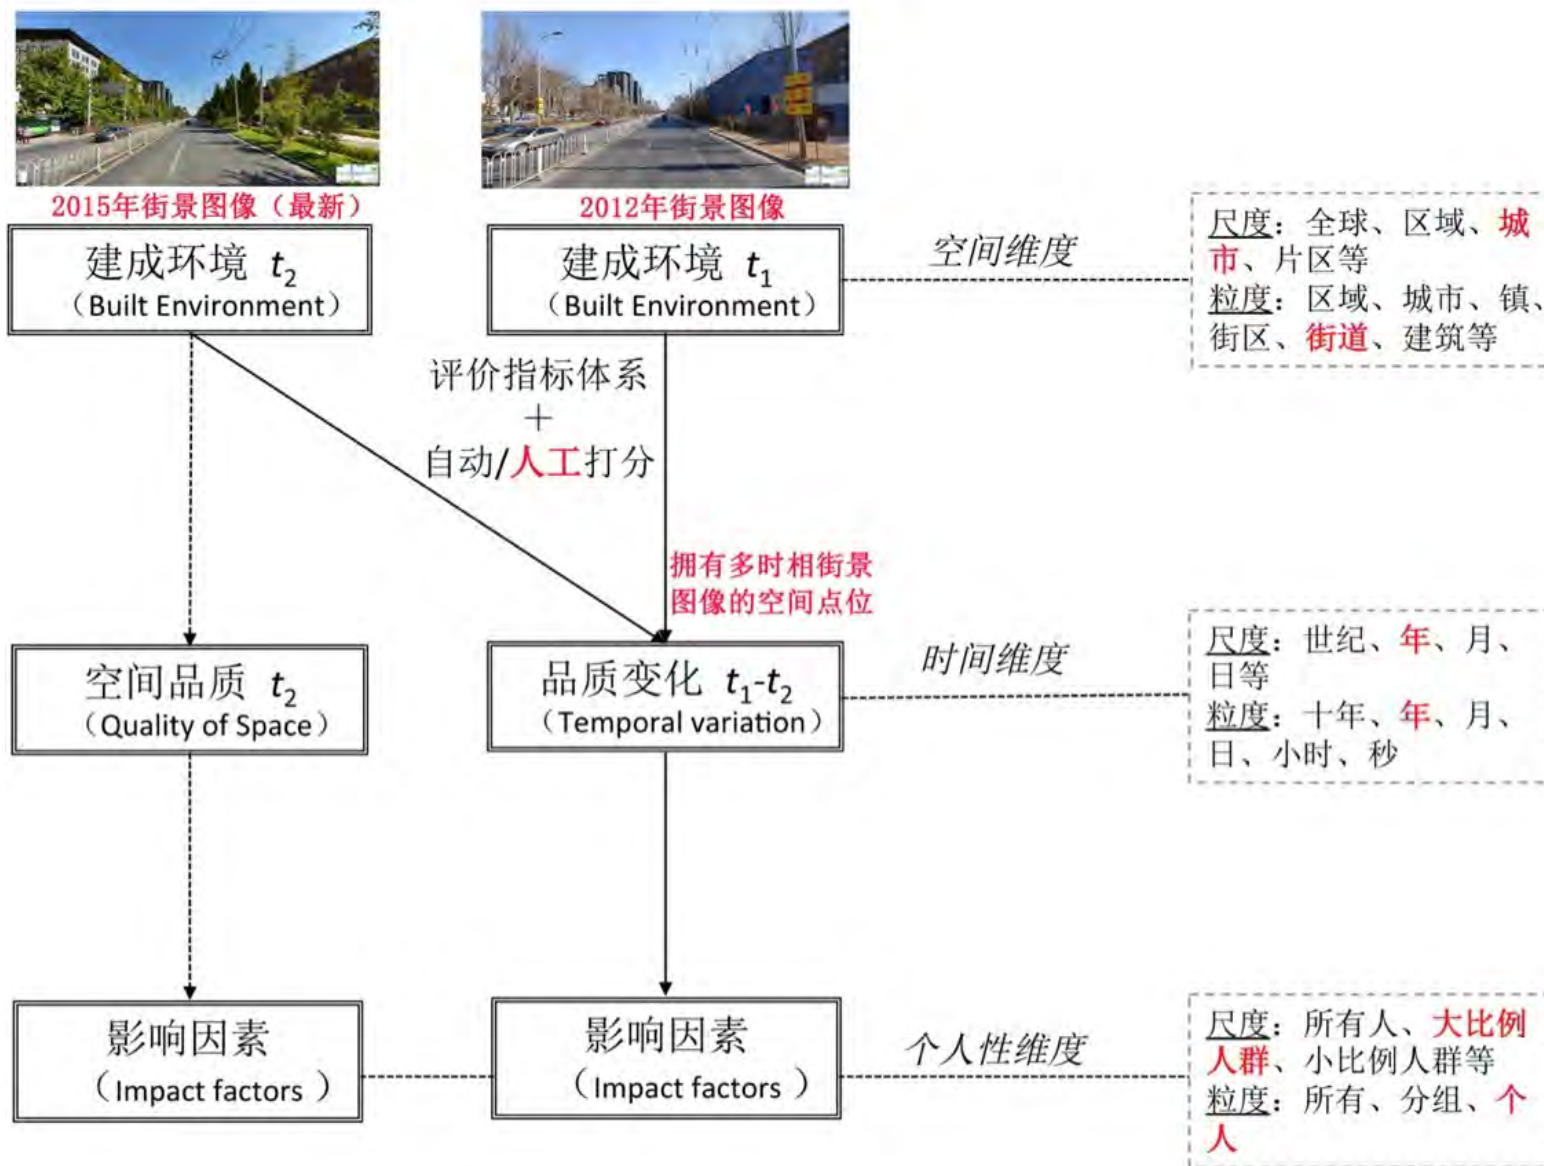 2015年街景图像（最新）
2012年街景图像
建成环境 t2
（Built Environment）
建成环境 t1
（Built Environment）
空间维度
尺度：全球、区域、城
市、片区等
粒度：区域、城市、镇、
街区、街道、建筑等
评价指标体系
＋
自动/人工打分
拥有多时相街景
图像的空间点位
空间品质 t2
（Quality of Space）
品质变化 t1-t2
（Temporal variation）
时间维度
尺度：世纪、年、月、
日等
粒度：十年、年、月、
日、小时、秒
影响因素
（Impact factors ）
影响因素
（Impact factors ）
个人性维度
尺度：所有人、大比例
人群、小比例人群等
粒度：所有、分组、个
人